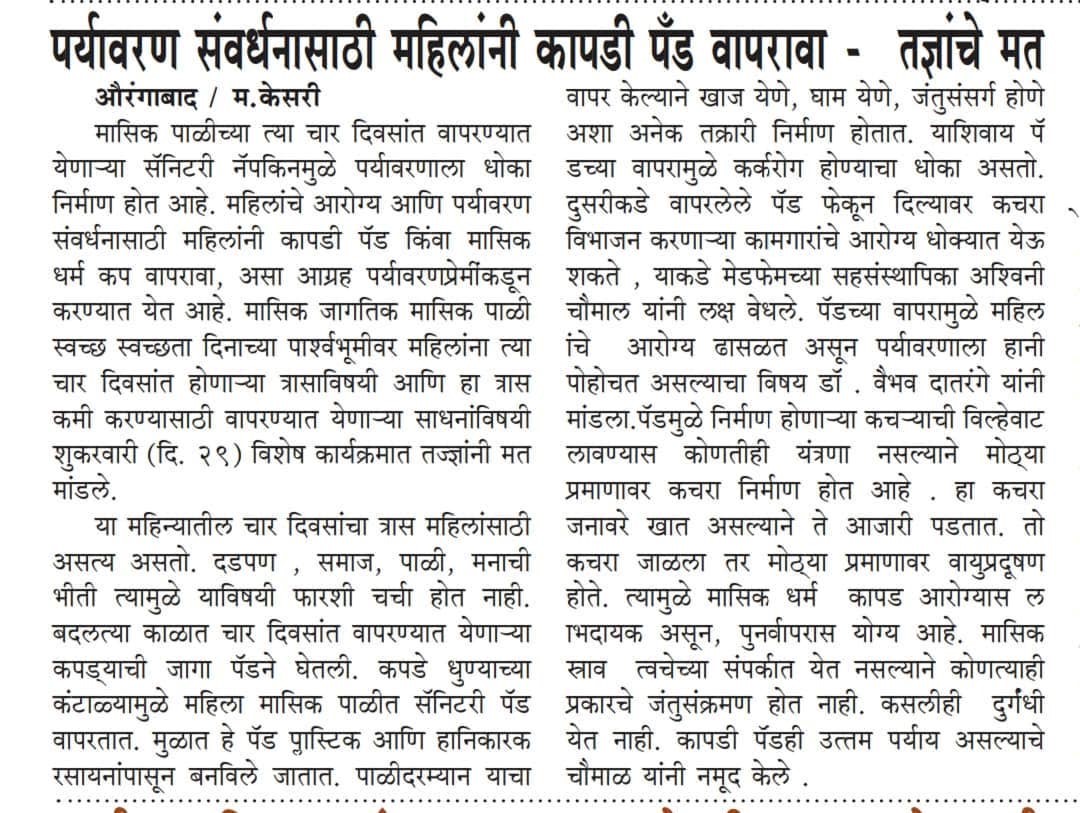 पर्यावरण संवर्धनासाठी महिलांनी कापडी पॅंड वापरावा - तज्ञांचे मत
औरंगाबाद / म.केसरी
मासिक पाळीच्या त्या चार दिवसांत वापरण्यात
येणाऱ्या सॅनिटरी नॅपकिनमुळे पर्यावरणाला धोका
निर्माण होत आहे. महिलांचे आरोग्य आणि पर्यावरण
संवर्धनासाठी महिलांनी कापडी पॅड किंवा मासिक
धर्म कप वापरावा, असा आग्रह पर्यावरणप्रेमींकडून
करण्यात येत आहे. मासिक जागतिक मासिक पाळी
स्वच्छ स्वच्छता दिनाच्या पार्श्वभूमीवर महिलांना त्या
चार दिवसांत होणाऱ्या त्रासाविषयी आणि हा त्रास
कमी करण्यासाठी वापरण्यात येणाऱ्या साधनांविषयी
शुकरवारी (दि. २९) विशेष कार्यक्रमात तज्ज्ञांनी मत
मांडले.
या महिन्यातील चार दिवसांचा त्रास महिलांसाठी
असत्य असतो. दडपण , समाज, पाळी, मनाची
भीती त्यामुळे याविषयी फारशी चर्चा होत नाही.
बदलत्या काळात चार दिवसांत वापरण्यात येणाऱ्या
कपड्याची जागा पॅडने घेतली. कपडे धुण्याच्या
कंटाळ्यामुळे महिला मासिक पाळीत सॅनिटरी पॅड
वापरतात. मुळात हे पॅड प्लास्टिक आणि हानिकारक
रसायनांपासून बनविले जातात. पाळीदरम्यान याचा
वापर केल्याने खाज येणे, घाम येणे, जंतुसंसर्ग होणे
अशा अनेक तक्रारी निर्माण होतात. याशिवाय पॅ
डच्या वापरामुळे कर्करोग होण्याचा धोका असतो.
दुसरीकडे वापरलेले पॅड फेकून दिल्यावर कचरा
विभाजन करणाऱ्या कामगारांचे आरोग्य धोक्यात येऊ
शकते , याकडे मेडफेमच्या सहसंस्थापिका अश्विनी
चौमाल यांनी लक्ष वेधले. पॅडच्या वापरामुळे महिल
ांचे आरोग्य ढासळत असून पर्यावरणाला हानी
पोहोचत असल्याचा विषय डॉ . वैभव दातरंगे यांनी
मांडला.पॅडमुळे निर्माण होणाऱ्या कचऱ्याची विल्हेवाट
लावण्यास कोणतीही यंत्रणा नसल्याने मोठ्या
प्रमाणावर कचरा निर्माण होत आहे . हा कचरा
जनावरे खात असल्याने ते आजारी पडतात. तो
कचरा जाळला तर मोठ्या प्रमाणावर वायुप्रदूषण
होते. त्यामुळे मासिक धर्म कापड आरोग्यास ल
ाभदायक असून, पुनर्वापरास योग्य आहे. मासिक
स्राव त्वचेच्या संपर्कात येत नसल्याने कोणत्याही
प्रकारचे जंतुसंक्रमण होत नाही. कसलीही दुर्गंधी
येत नाही. कापडी पॅडही उत्तम पर्याय असल्याचे
चौमाळ यांनी नमूद केले .